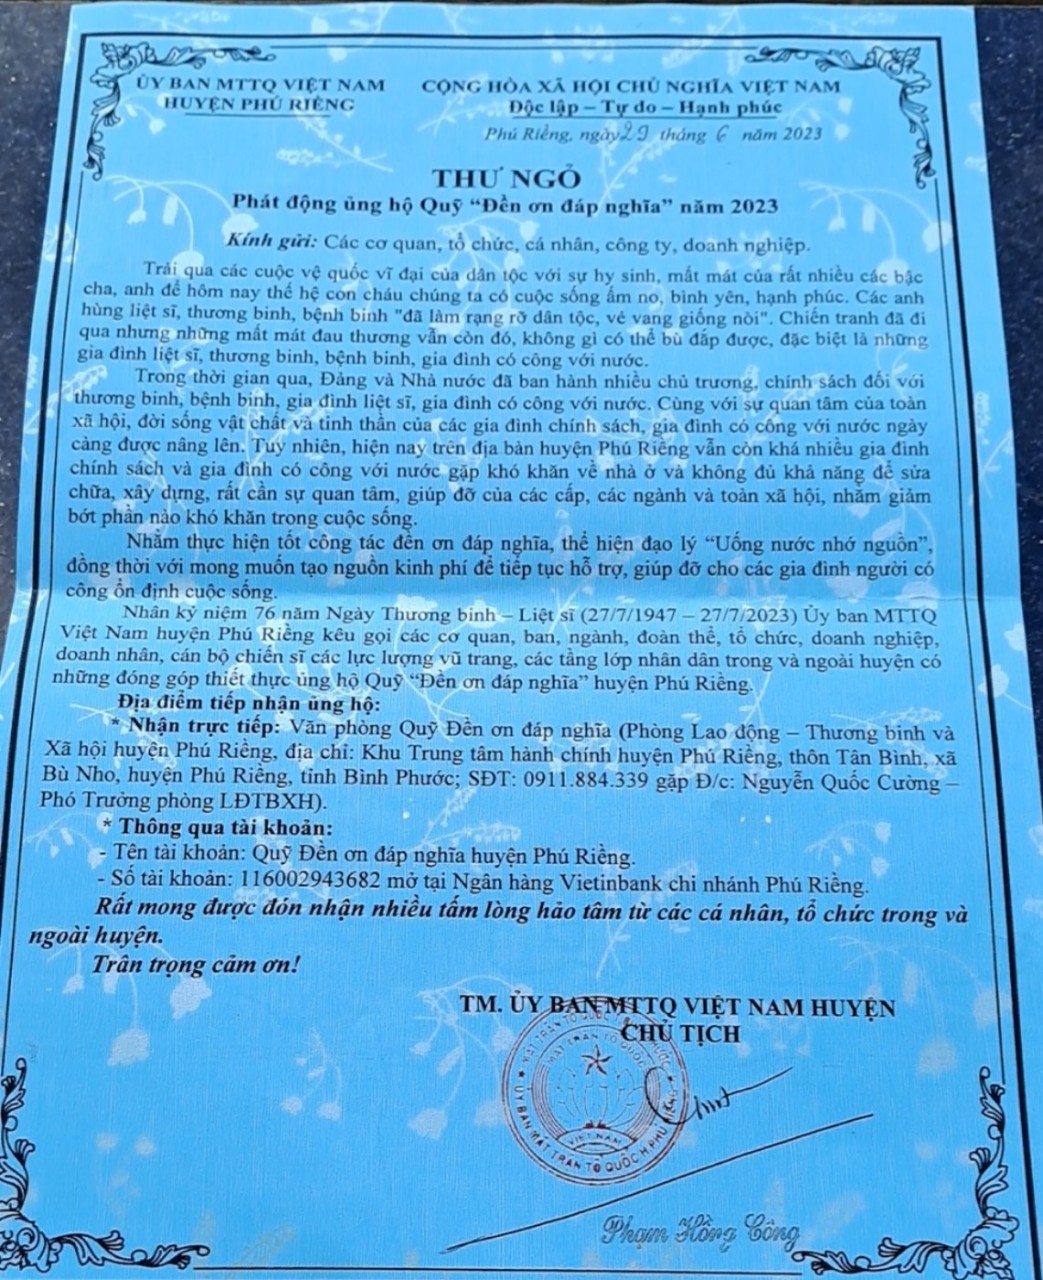 ỦY BAN MTTQ VIỆT NAM
HUYỆN PHÚ RIỀNG
CỘNG HÒA XÃ HỘI CHỦ NGHĨA VIỆT NAM
Độc lập – Tự do – Hạnh phúc
Phú Riềng, ngày 29 tháng 6 năm 2023
THƯ NGỎ
Phát động ủng hộ Quỹ “Đền ơn đáp nghĩa” năm 2023
Kính gửi: Các cơ quan, tổ chức, cá nhân, công ty, doanh nghiệp.
Trải qua các cuộc vệ quốc vĩ đại của dân tộc với sự hy sinh, mất mát của rất nhiều các bậc
cha, anh để hôm nay thế hệ con cháu chúng ta có cuộc sống ấm no, bình yên, hạnh phúc. Các anh
hùng liệt sĩ, thương binh, bệnh binh "đã làm rạng rỡ dân tộc, vẻ vang giống nòi". Chiến tranh đã đi
qua nhưng những mất mát đau thương vẫn còn đó, không gì có thể bù đắp được, đặc biệt là những
gia đình liệt sĩ, thương binh, bệnh binh, gia đình có công với nước.
Trong thời gian qua, Đảng và Nhà nước đã ban hành nhiều chủ trương, chính sách đối với
thương binh, bệnh binh, gia đình liệt sĩ, gia đình có công với nước. Cùng với sự quan tâm của toàn
xã hội, đời sống vật chất và tinh thần của các gia đình chính sách, gia đình có công với nước ngày
càng được nâng lên. Tuy nhiên, hiện nay trên địa bàn huyện Phú Riềng vẫn còn khá nhiều gia đình
chính sách và gia đình có công với nước gặp khó khăn về nhà ở và không đủ khả năng để sửa
chữa, xây dựng, rất cần sự quan tâm, giúp đỡ của các cấp, các ngành và toàn xã hội, nhằm giảm
bớt phần nào khó khăn trong cuộc sống.
Nhằm thực hiện tốt công tác đền ơn đáp nghĩa, thể hiện đạo lý “Uống nước nhớ nguồn”,
đồng thời với mong muốn tạo nguồn kinh phí để tiếp tục hỗ trợ, giúp đỡ cho các gia đình người có
công ổn định cuộc sống.
Nhân kỷ niệm 76 năm Ngày Thương binh – Liệt sĩ (27/7/1947 – 27/7/2023) Ủy ban MTTQ
Việt Nam huyện Phú Riềng kêu gọi các cơ quan, ban, ngành, đoàn thể, tổ chức, doanh nghiệp,
doanh nhân, cán bộ chiến sĩ các lực lượng vũ trang, các tầng lớp nhân dân trong và ngoài huyện có
những đóng góp thiết thực ủng hộ Quỹ “Đền ơn đáp nghĩa” huyện Phú Riềng.
Địa điểm tiếp nhận ủng hộ:
* Nhận trực tiếp: Văn phòng Quỹ Đền ơn đáp nghĩa (Phòng Lao động – Thương binh và
Xã hội huyện Phú Riềng, địa chỉ: Khu Trung tâm hành chính huyện Phú Riềng, thôn Tân Bình, xã
Bù Nho, huyện Phú Riềng, tỉnh Bình Phước; SĐT: 0911.884.339 gặp Đ/c: Nguyễn Quốc Cường –
Phó Trưởng phòng LĐTBXH).
* Thông qua tài khoản:
- Tên tài khoản: Quỹ Đền ơn đáp nghĩa huyện Phú Riềng.
- Số tài khoản: 116002943682 mở tại Ngân hàng Vietinbank chi nhánh Phú Riềng.
Rất mong được đón nhận nhiều tấm lòng hảo tâm từ các cá nhân, tổ chức trong và
ngoài huyện.
Trân trọng cảm ơn!
TM. ỦY BAN MTTQ VIỆT NAM HUYỆN
CHỦ TỊCH
MẶT TRẬN TỔ QUỐC
VIỆT NAM
ỦY BAN MẶT TRẬN TỔ QUỐC H.PHÚ RIỀNG
Phạm Hồng Công